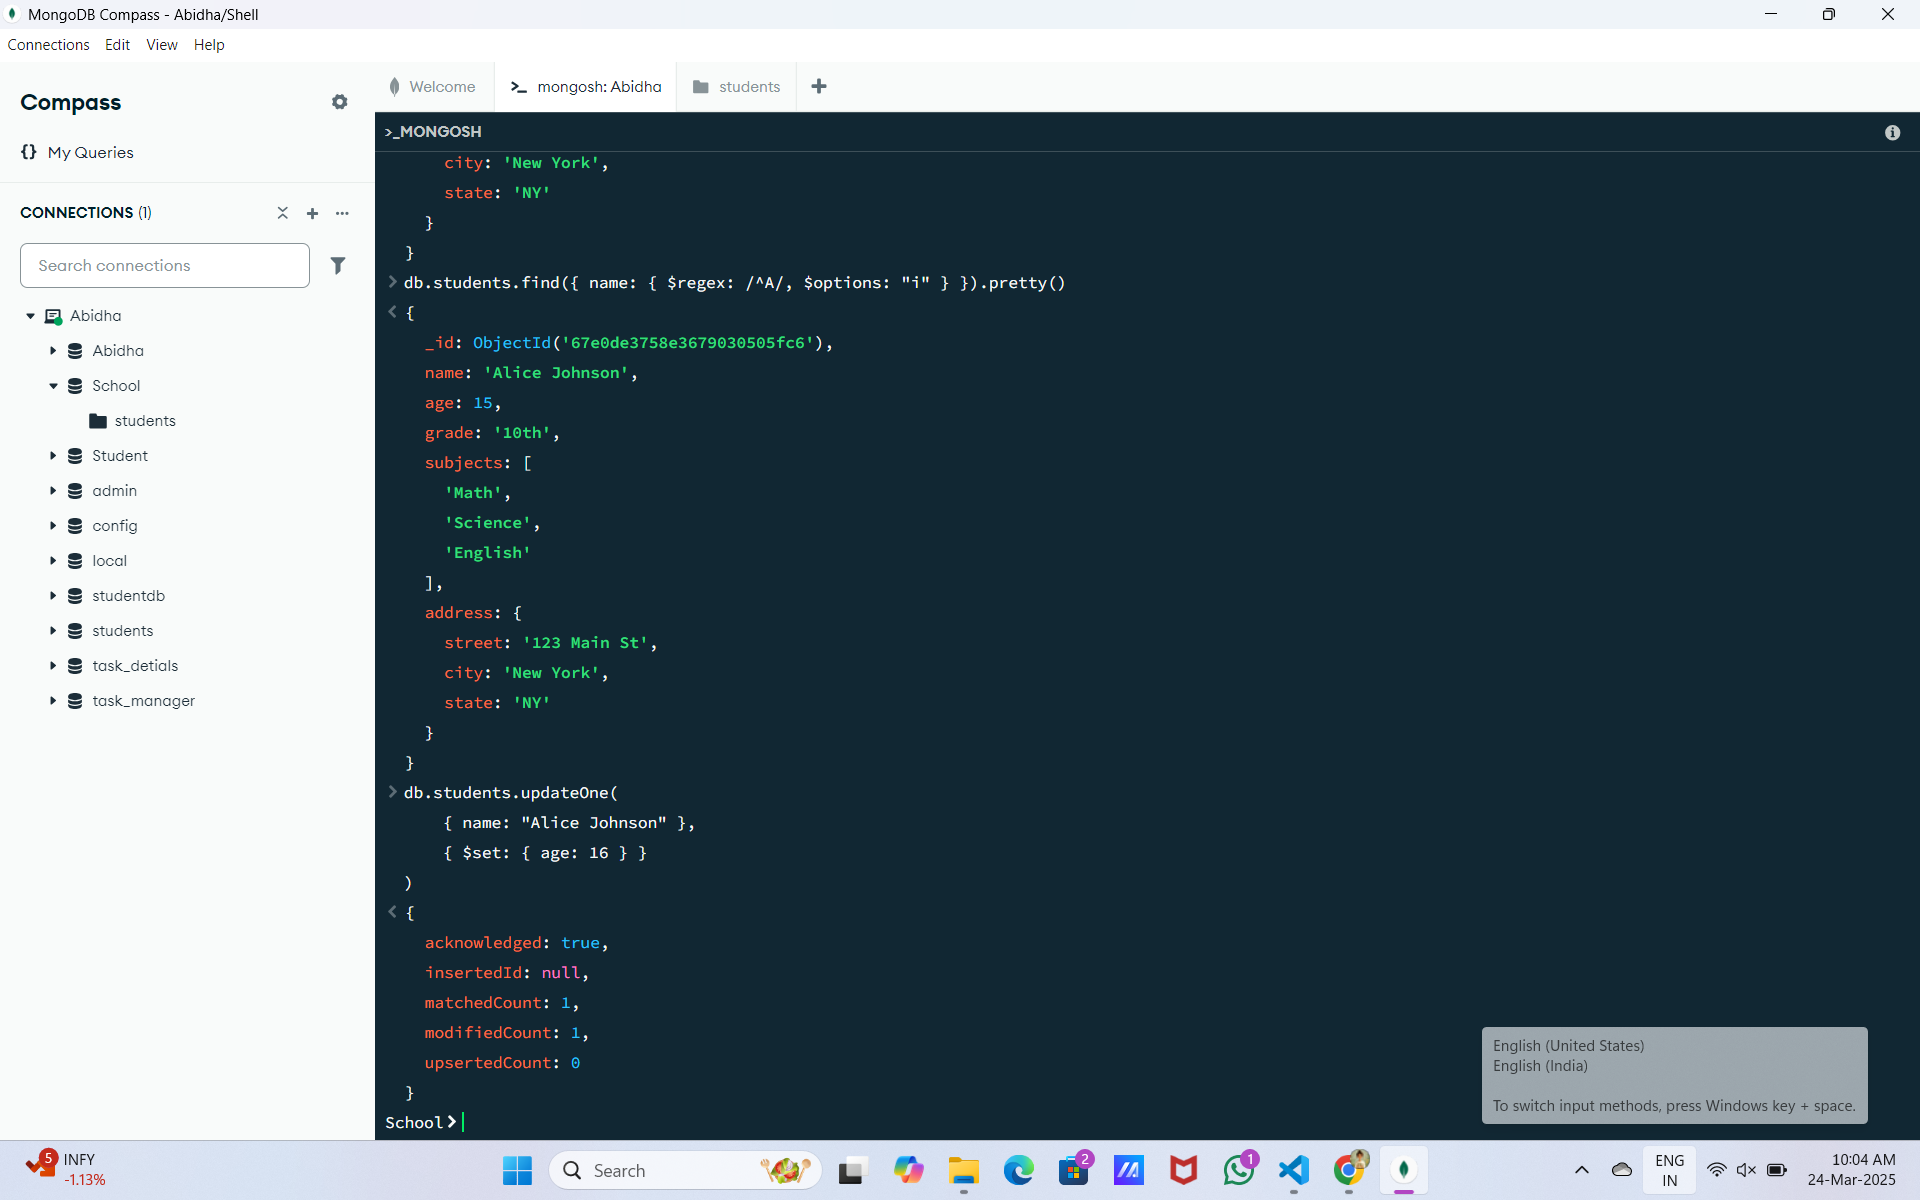 MongoDB Compass - Abidha/Shell
Connections Edit View Help
Compass
{} My Queries
CONNECTIONS (1)
Search connections
Abidha
Abidha
School
students
Student
admin
config
local
studentdb
students
task_detials
task_manager
Welcome
>_ mongosh: Abidha
students
>_MONGOSH
city: 'New York',
state: 'NY'
}
}
> db.students.find({ name: { $regex: /^A/, $options: "i" } }).pretty()
< {
_id: ObjectId('67e0de3758e3679030505fc6'),
name: 'Alice Johnson',
age: 15,
grade: '10th',
subjects: [
'Math',
'Science',
'English'
],
address: {
street: '123 Main St',
city: 'New York',
state: 'NY'
}
}
> db.students.updateOne(
{ name: "Alice Johnson" },
{ $set: { age: 16 } }
)
< {
acknowledged: true,
insertedId: null,
matchedCount: 1,
modifiedCount: 1,
upsertedCount: 0
}
School>
English (United States)
English (India)
To switch input methods, press Windows key + space.
5
INFY
-1.13%
Search
2
1
ENG
IN
10:04 AM
24-Mar-2025